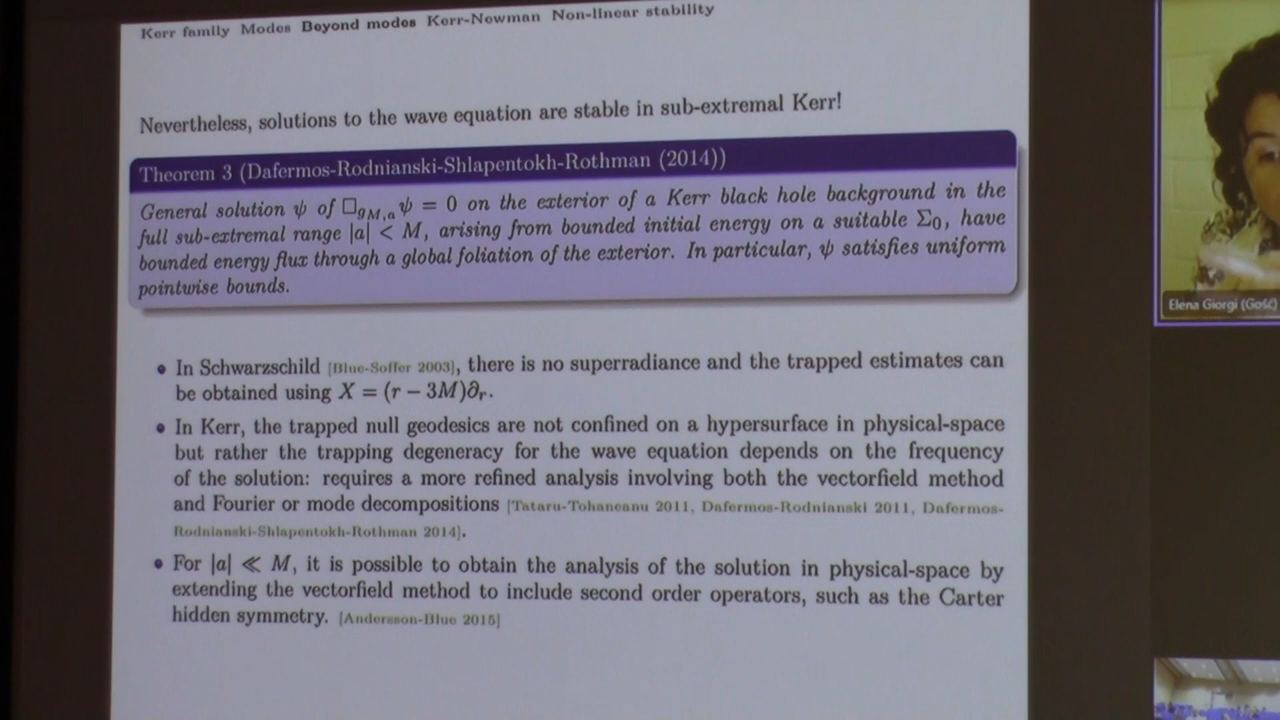 Kerr family Modes Beyond modes Kerr-Newman Non-linear stability
Nevertheless, solutions to the wave equation are stable in sub-extremal Kerr!
Theorem 3 (Dafermos-Rodnianski-Shlapentokh-Rothman (2014))
General solution ψ of □g_{M,a}ψ = 0 on the exterior of a Kerr black hole background in the
full sub-extremal range |a| < M, arising from bounded initial energy on a suitable Σ₀, have
bounded energy flux through a global foliation of the exterior. In particular, ψ satisfies uniform
pointwise bounds.
• In Schwarzschild [Blue-Soffer 2003], there is no superradiance and the trapped estimates can
be obtained using X = (r − 3M)∂ᵣ.
• In Kerr, the trapped null geodesics are not confined on a hypersurface in physical-space
but rather the trapping degeneracy for the wave equation depends on the frequency
of the solution: requires a more refined analysis involving both the vectorfield method
and Fourier or mode decompositions [Tataru-Tohaneanu 2011, Dafermos-Rodnianski 2011, Dafermos-
Rodnianski-Shlapentokh-Rothman 2014].
• For |a| ≪ M, it is possible to obtain the analysis of the solution in physical-space by
extending the vectorfield method to include second order operators, such as the Carter
hidden symmetry. [Andersson-Blue 2015]
Elena Giorgi (Gość)